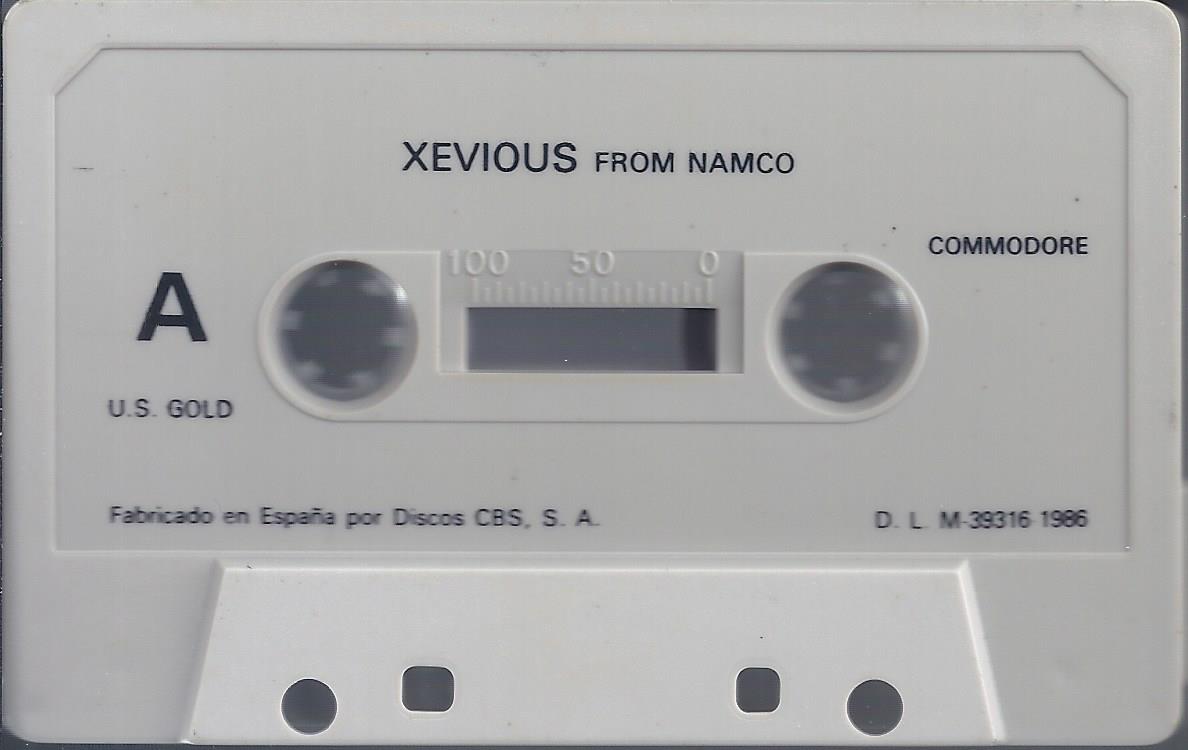 XEVIOUS FROM NAMCO
COMMODORE
100 50 0
A
U.S. GOLD
Fabricado en España por Discos CBS, S. A.
D. L. M-39316-1986